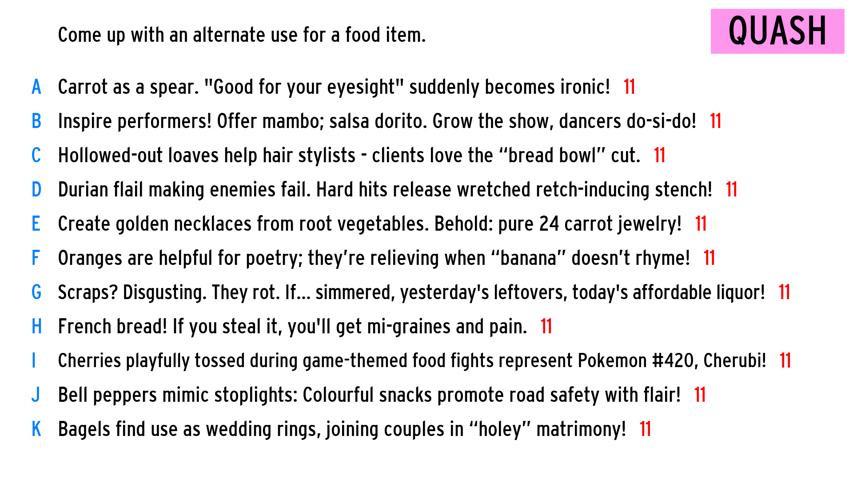 Come up with an alternate use for a food item.
QUASH
A Carrot as a spear. "Good for your eyesight" suddenly becomes ironic! 11
B Inspire performers! Offer mambo; salsa dorito. Grow the show, dancers do-si-do! 11
C Hollowed-out loaves help hair stylists - clients love the “bread bowl” cut. 11
D Durian flail making enemies fail. Hard hits release wretched retch-inducing stench! 11
E Create golden necklaces from root vegetables. Behold: pure 24 carrot jewelry! 11
F Oranges are helpful for poetry; they’re relieving when “banana” doesn’t rhyme! 11
G Scraps? Disgusting. They rot. If... simmered, yesterday's leftovers, today's affordable liquor! 11
H French bread! If you steal it, you'll get mi-graines and pain. 11
I Cherries playfully tossed during game-themed food fights represent Pokemon #420, Cherubi! 11
J Bell peppers mimic stoplights: Colourful snacks promote road safety with flair! 11
K Bagels find use as wedding rings, joining couples in “holey” matrimony! 11